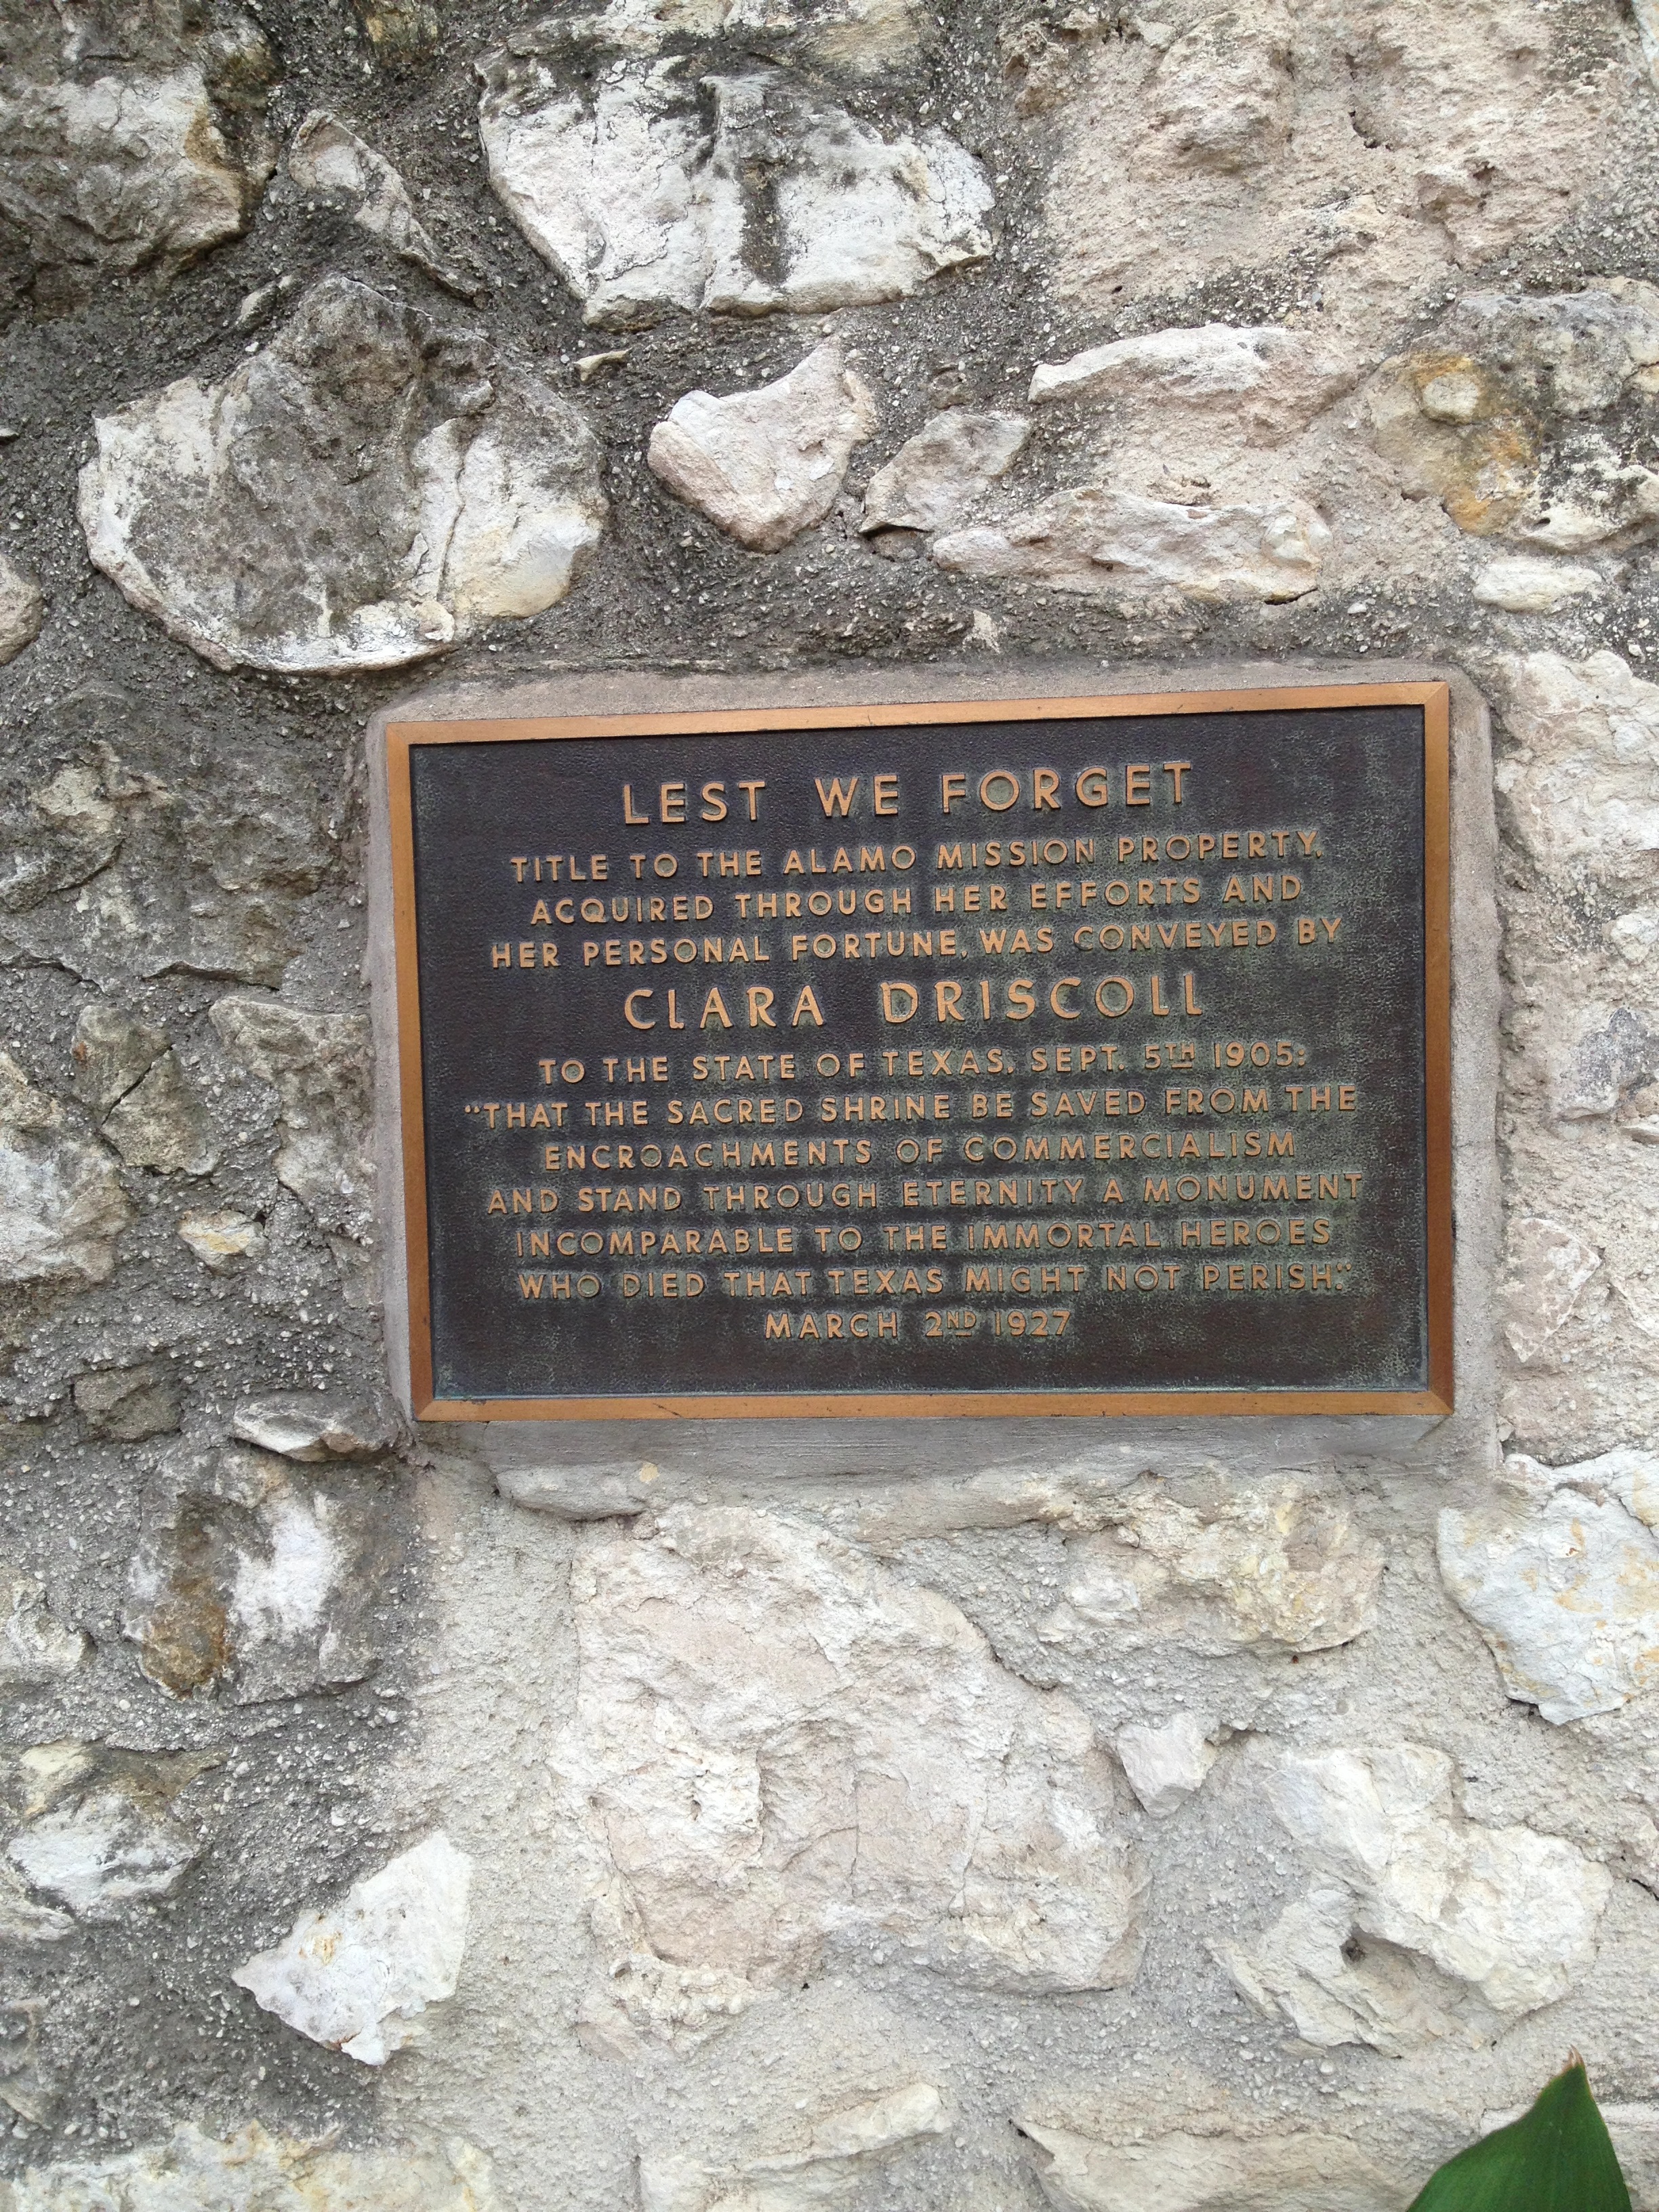 LEST WE FORGET
TITLE TO THE ALAMO MISSION PROPERTY,
ACQUIRED THROUGH HER EFFORTS AND
HER PERSONAL FORTUNE, WAS CONVEYED BY
CLARA DRISCOLL
TO THE STATE OF TEXAS, SEPT. 5TH 1905:
"THAT THE SACRED SHRINE BE SAVED FROM THE
ENCROACHMENTS OF COMMERCIALISM
AND STAND THROUGH ETERNITY A MONUMENT
INCOMPARABLE TO THE IMMORTAL HEROES
WHO DIED THAT TEXAS MIGHT NOT PERISH."
MARCH 2ND 1927